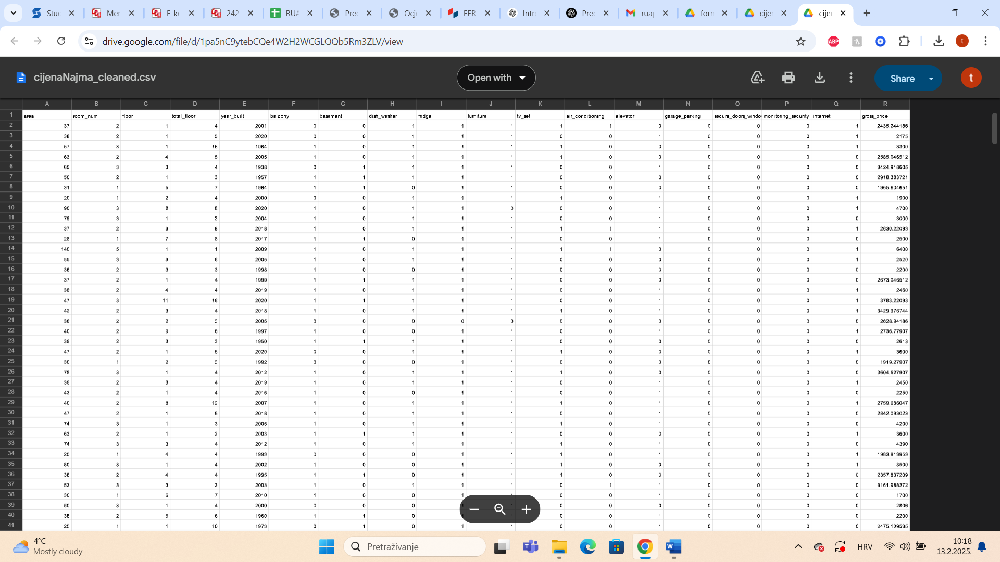 Stuc Mer E-kc 242 RUA Prec Ocje FER Intr Prec ruap form cijer cijer
drive.google.com/file/d/1pa5nC9ytebCQe4W2H2WCGLQQb5Rm3ZLV/view ABP t
cijenaNajma_cleaned.csv Open with Share t
A B C D E F G H I J K L M N O P Q R
1 area room_num floor total_floor year_built balcony basement dish_washer fridge furniture tv_set air_conditioning elevator garage_parking secure_doors_windo monitoring_security internet gross_price
2 37 2 1 4 2001 0 0 1 1 1 1 1 0 0 0 0 1 2435.244186
3 38 2 1 5 2020 0 0 1 1 1 0 0 1 0 0 0 1 2175
4 57 3 1 15 1984 1 0 1 1 1 1 0 0 0 0 0 1 3300
5 63 2 4 5 2005 1 0 1 1 1 1 0 0 0 0 0 0 2585.046512
6 65 3 3 4 1938 0 1 1 1 1 0 0 1 0 0 0 0 3424.918605
7 50 2 1 3 1957 1 1 1 1 1 0 0 0 0 0 0 0 2918.383721
8 31 1 5 7 1984 1 1 0 1 1 0 0 0 0 0 0 0 1955.604651
9 20 1 2 4 2000 0 0 1 1 1 1 0 1 0 0 0 1 1900
10 90 3 8 8 2020 1 0 1 1 0 0 0 1 0 0 0 1 4700
11 79 3 1 3 2004 1 0 1 1 1 0 0 1 0 0 0 0 3000
12 37 2 3 8 2018 1 0 1 1 1 1 1 1 0 0 0 1 2630.22093
13 28 1 7 8 2017 1 1 0 1 1 0 0 1 0 0 0 0 2500
14 140 5 1 1 2009 1 0 1 1 1 1 1 0 0 0 0 1 6400
15 55 3 3 6 2005 1 0 1 1 1 0 0 0 0 0 0 1 2520
16 38 2 3 3 1998 1 0 0 1 1 0 0 0 0 0 0 0 2200
17 37 2 1 4 1999 1 1 1 1 1 0 0 0 0 0 0 0 2673.046512
18 36 2 4 4 2019 1 0 1 1 1 0 0 1 0 0 0 1 2460
19 47 3 11 16 2020 1 1 1 1 1 0 0 1 0 0 0 1 3783.22093
20 42 2 3 4 2018 1 0 1 1 1 1 0 1 0 0 0 1 3429.976744
21 36 2 2 2 2005 0 0 0 0 0 0 0 0 0 0 0 0 2628.94186
22 40 2 9 6 1997 1 0 0 1 1 0 0 1 0 0 0 1 2736.77907
23 36 2 3 3 1950 1 1 1 1 1 0 0 0 0 0 0 0 2613
24 47 2 1 5 2020 0 0 1 1 1 1 0 0 0 0 0 1 3600
25 30 1 2 2 1992 0 0 0 1 1 0 0 0 0 0 0 0 1919.27907
26 78 3 1 4 2012 1 0 1 1 1 1 0 0 0 0 0 0 3604.627907
27 36 2 3 4 2019 1 0 1 1 1 0 0 1 0 0 0 1 2450
28 43 2 1 4 2016 1 0 0 1 1 0 0 1 0 0 0 0 2250
29 40 2 8 12 2007 1 0 1 1 1 1 0 1 0 0 0 1 2759.686047
30 47 2 1 6 2018 1 0 1 1 1 0 0 1 0 0 0 0 2842.093023
31 74 3 1 3 2005 1 0 1 1 1 1 0 1 0 0 0 0 4200
32 63 2 1 2 2003 1 1 1 1 1 0 0 0 0 0 0 1 3600
33 74 3 3 4 2012 1 0 1 1 1 1 0 1 0 0 0 0 4390
34 25 1 4 4 1993 0 0 0 1 1 1 0 1 0 0 0 1 1983.813953
35 80 3 1 4 2002 1 0 0 1 1 1 0 0 0 0 0 1 3500
36 38 2 4 4 1995 1 1 0 1 1 1 0 0 0 0 0 0 2357.837209
37 53 3 3 3 2003 1 0 1 1 1 0 1 1 0 0 0 0 3161.988372
38 30 1 6 7 2010 1 0 0 1 1 0 0 1 0 0 0 0 1700
39 50 3 1 4 2000 0 0 0 1 1 0 0 0 0 0 0 0 2806
40 38 2 5 6 1960 1 1 0 1 1 0 0 1 0 0 0 0 2200
41 25 1 1 10 1973 0 1 0 1 1 0 0 1 0 0 0 0 2475.139535
4°C
Mostly cloudy
Pretraživanje
HRV
10:18
13.2.2025.